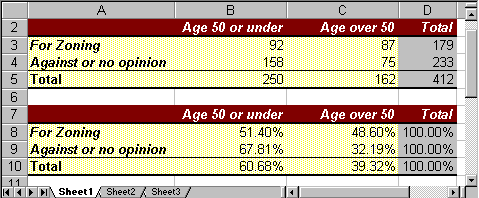 A B C D
2 Age 50 or under Age over 50 Total
3 For Zoning 92 87 179
4 Against or no opinion 158 75 233
5 Total 250 162 412
6
7 Age 50 or under Age over 50 Total
8 For Zoning 51.40% 48.60% 100.00%
9 Against or no opinion 67.81% 32.19% 100.00%
10 Total 60.68% 39.32% 100.00%
11
Sheet1 Sheet2 Sheet3